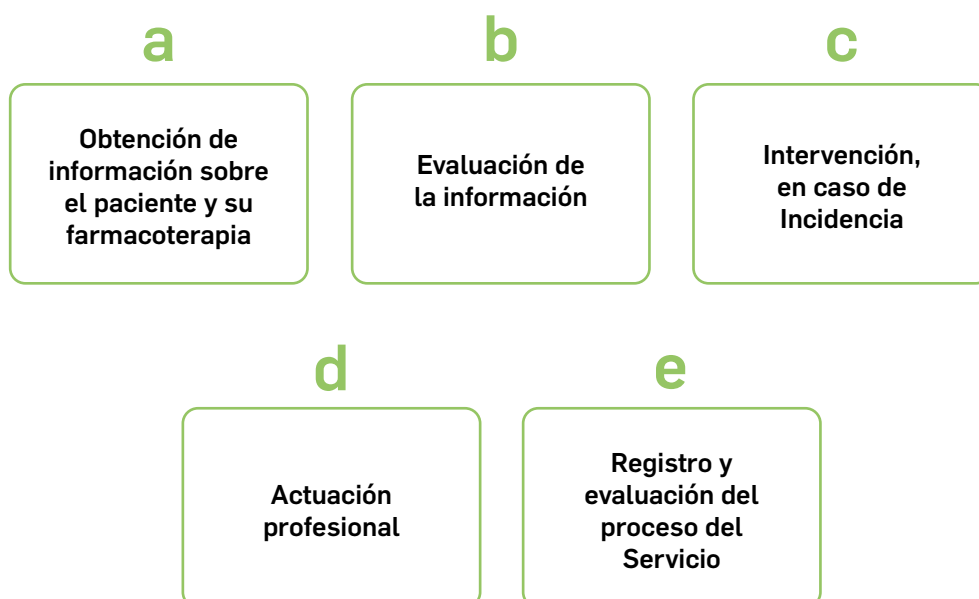 a
Obtención de
información sobre
el paciente y su
farmacoterapia
b
Evaluación de
la información
c
Intervención,
en caso de
Incidencia
d
Actuación
profesional
e
Registro y
evaluación del
proceso del
Servicio